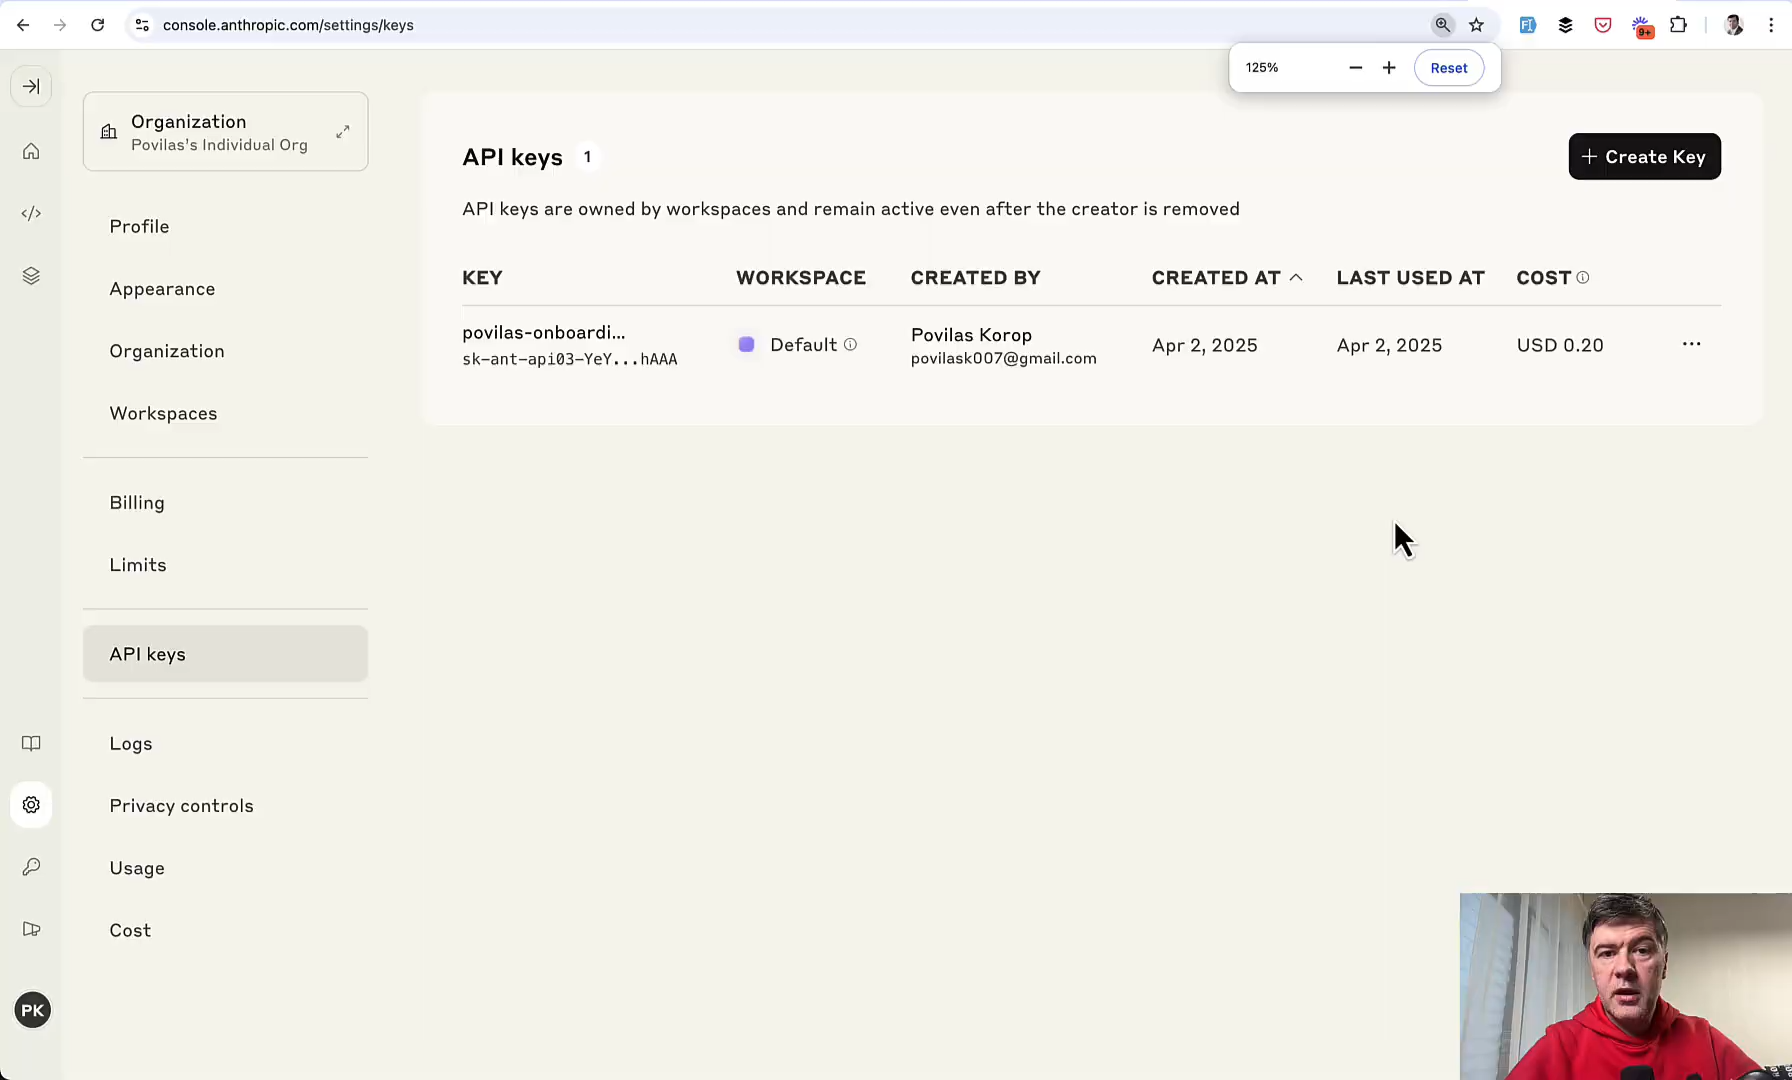 console.anthropic.com/settings/keys
9+
125%
Reset
Organization
Povilas's Individual Org
Profile
Appearance
Organization
Workspaces
Billing
Limits
API keys
Logs
Privacy controls
Usage
Cost
PK
API keys 1
+ Create Key
API keys are owned by workspaces and remain active even after the creator is removed
KEY WORKSPACE CREATED BY CREATED AT LAST USED AT COST
povilas-onboardi...
sk-ant-api03-YeY...hAAA
Default
Povilas Korop
povilask007@gmail.com
Apr 2, 2025
Apr 2, 2025
USD 0.20